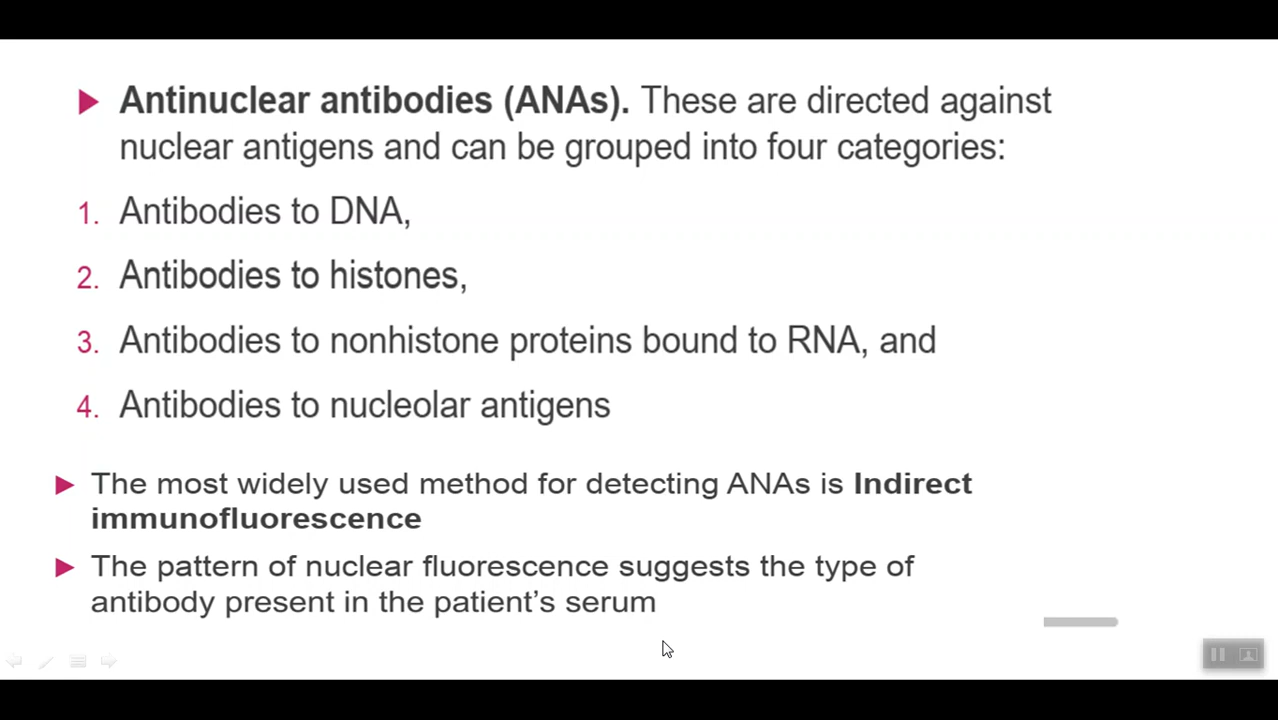 Antinuclear antibodies (ANAs). These are directed against
nuclear antigens and can be grouped into four categories:
1. Antibodies to DNA,
2. Antibodies to histones,
3. Antibodies to nonhistone proteins bound to RNA, and
4. Antibodies to nucleolar antigens
The most widely used method for detecting ANAs is Indirect
immunofluorescence
The pattern of nuclear fluorescence suggests the type of
antibody present in the patient’s serum